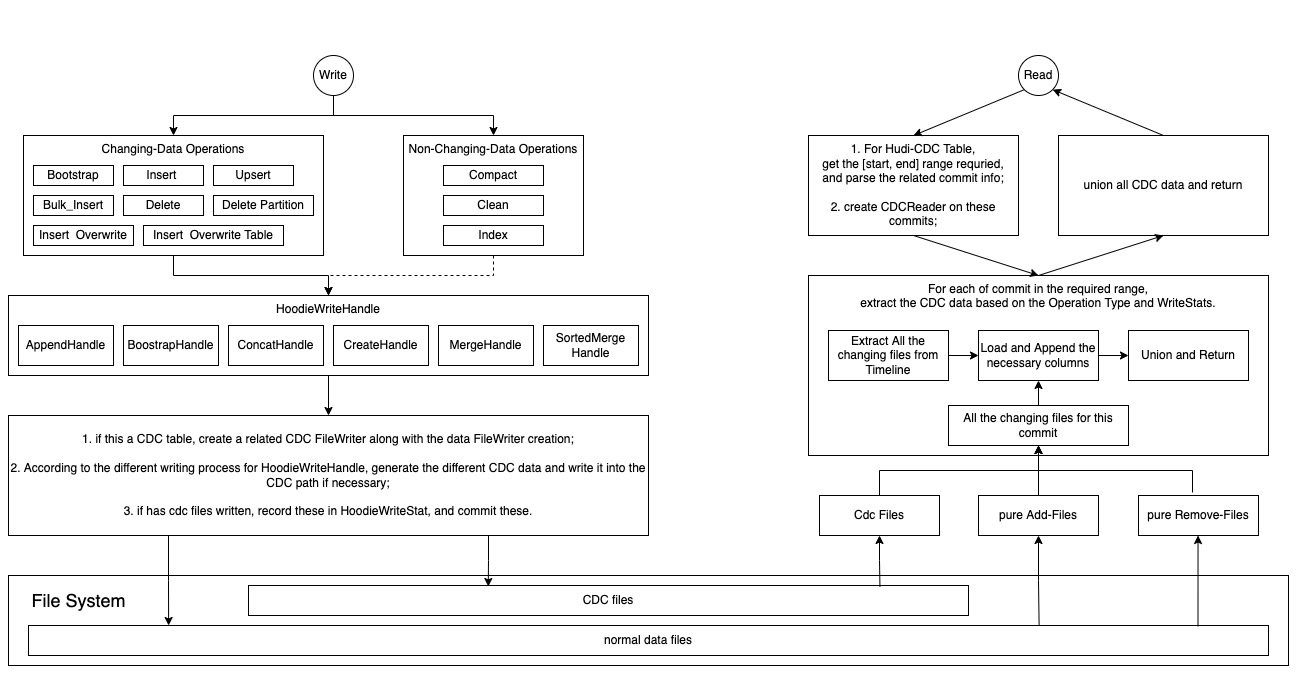 Write
Changing-Data Operations
Bootstrap
Insert
Upsert
Bulk_Insert
Delete
Delete Partition
Insert Overwrite
Insert Overwrite Table
Non-Changing-Data Operations
Compact
Clean
Index
HoodieWriteHandle
AppendHandle
BoostrapHandle
ConcatHandle
CreateHandle
MergeHandle
SortedMerge
Handle
1. if this a CDC table, create a related CDC FileWriter along with the data FileWriter creation;
2. According to the different writing process for HoodieWriteHandle, generate the different CDC data and write it into the
CDC path if necessary;
3. if has cdc files written, record these in HoodieWriteStat, and commit these.
Read
1. For Hudi-CDC Table,
get the [start, end] range requried,
and parse the related commit info;
2. create CDCReader on these
commits;
union all CDC data and return
For each of commit in the required range,
extract the CDC data based on the Operation Type and WriteStats.
Extract All the
changing files from
Timeline
Load and Append the
necessary columns
Union and Return
All the changing files for this
commit
Cdc Files
pure Add-Files
pure Remove-Files
File System
CDC files
normal data files